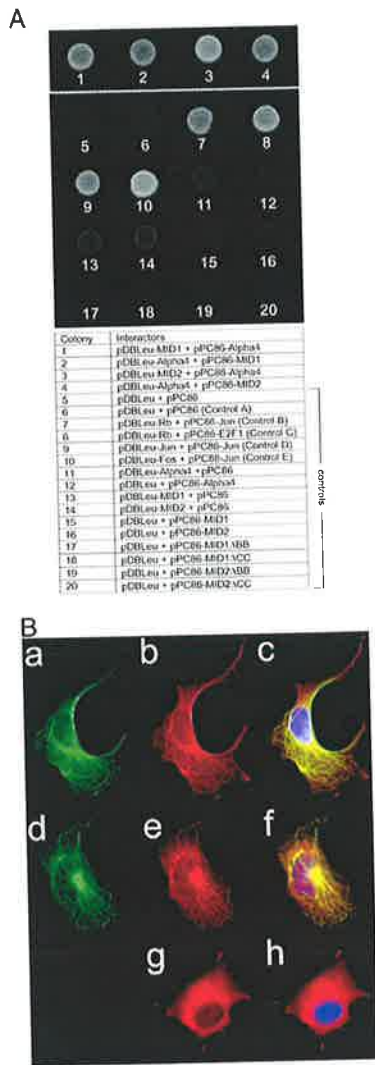 A
1 2 3 4
5 6 7 8
9 10 11 12
13 14 15 16
17 18 19 20
Colony Interactors
1 pDBLeu-MID1 + pPC86-Alpha4
2 pDBLeu-Alpha4 + pPC86-MID1
3 pDBLeu-MID2 + pPC86-Alpha4
4 pDBLeu-Alpha4 + pPC86-MID2
5 pDBLeu + pPC86
6 pDBLeu + pPC86 (Control A)
7 pDBLeu-Rb + pPC86-Jun (Control B)
8 pDBLeu-Rb + pPC86-E2F1 (Control C)
9 pDBLeu-Jun + pPC86-Jun (Control D)
10 pDBLeu-Fos + pPC86-Jun (Control E)
11 pDBLeu-Alpha4 +pPC86
12 pDBLeu + pPC86-Alpha4
13 pDBLeu-MID1 + pPC86
14 pDBLeu-MID2 + pPC86
15 pDBLeu + pPC86-MID1
16 pDBLeu + pPC86-MID2
17 pDBLeu + pPC86-MID1ΔBB
18 pDBLeu + pPC86-MID1ΔCC
19 pDBLeu + pPC86-MID2ΔBB
20 pDBLeu + pPC86-MID2ΔCC
controls
B
a b c
d e f
g h